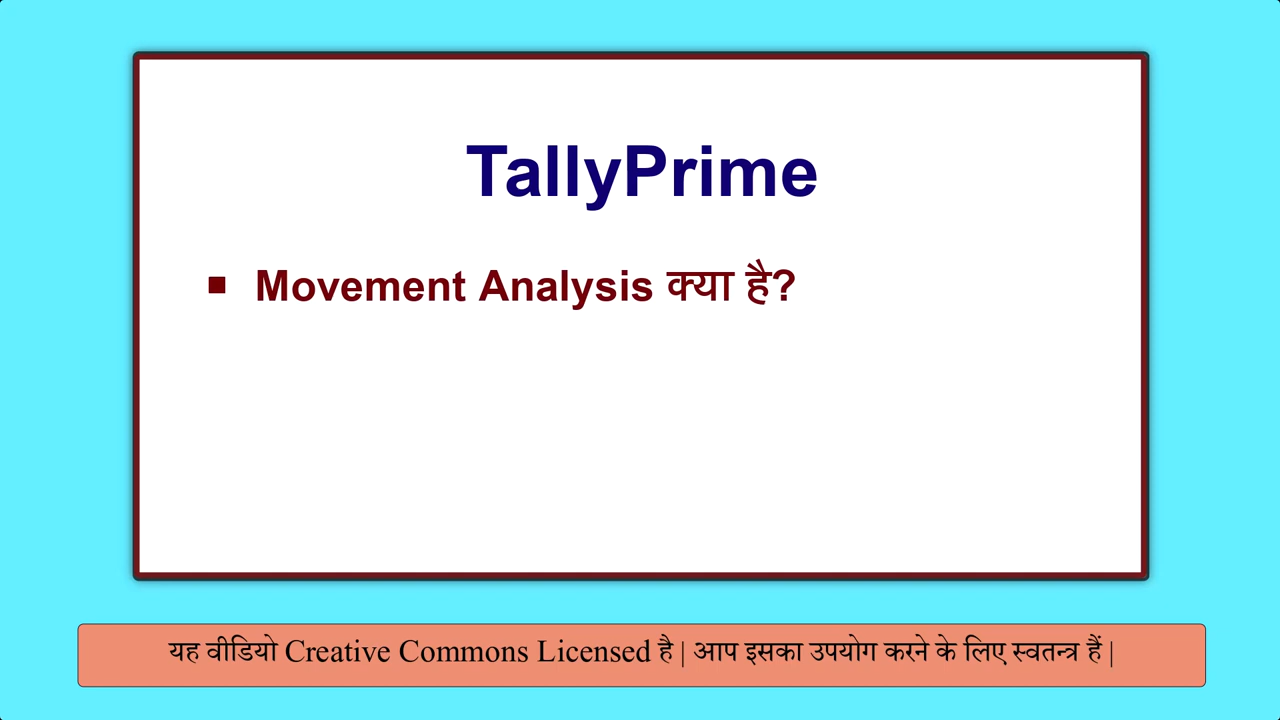 TallyPrime
■ Movement Analysis क्या है?
यह वीडियो Creative Commons Licensed है | आप इसका उपयोग करने के लिए स्वतन्त्र हैं |